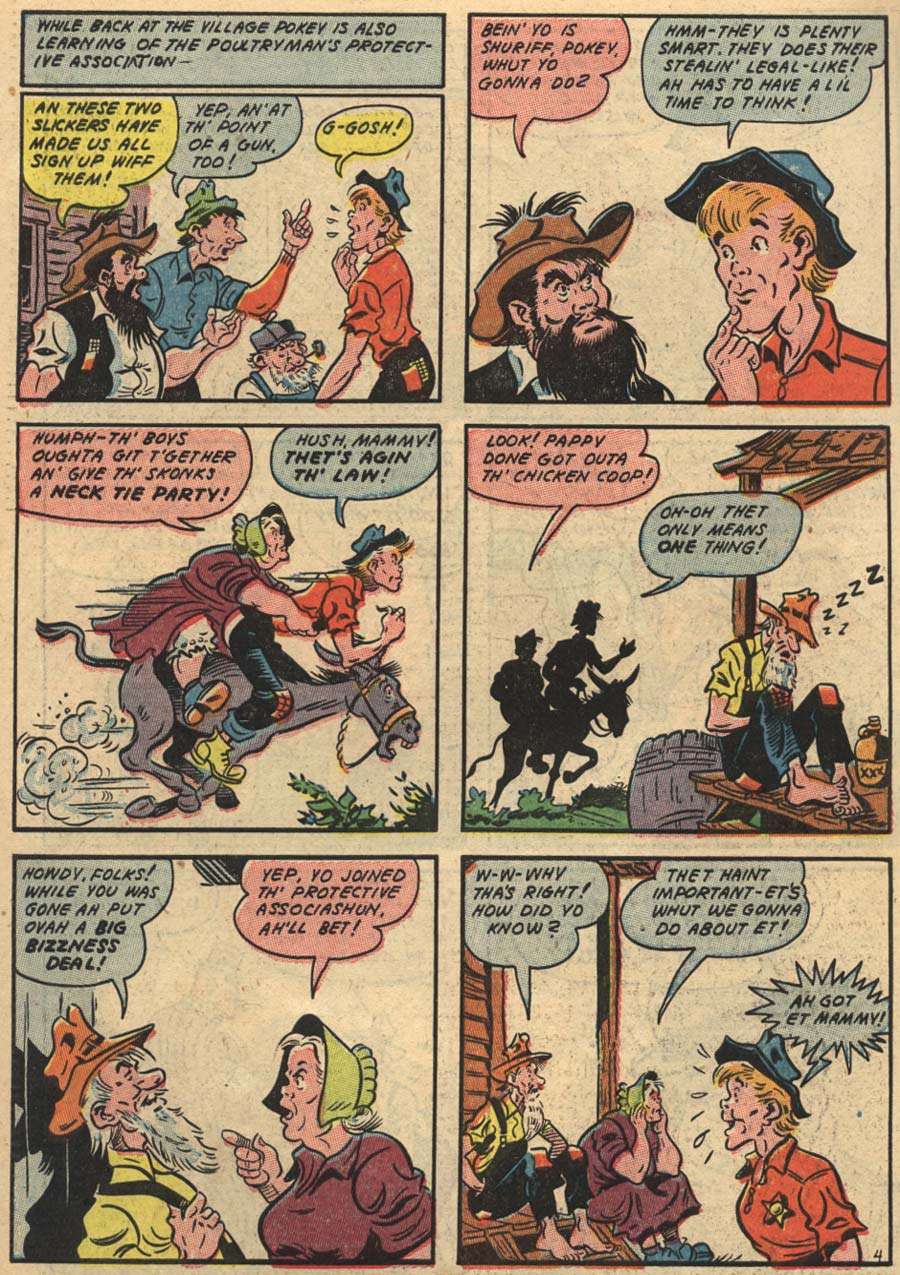 WHILE BACK AT THE VILLAGE POKEY IS ALSO
LEARNING OF THE POULTRYMAN'S PROTECT-
IVE ASSOCIATION—
AN THESE TWO
SLICKERS HAVE
MADE US ALL
SIGN UP WIFF
THEM!
YEP, AN' AT
TH' POINT
OF A GUN,
TOO!
G-GOSH!
BEIN' YO IS
SHURIFF, POKEY,
WHUT YO
GONNA DO?
HMM-THEY IS PLENTY
SMART. THEY DOES THEIR
STEALIN' LEGAL-LIKE!
AH HAS TO HAVE A LIL
TIME TO THINK!
HUMPH-TH' BOYS
OUGHTA GIT T'GETHER
AN' GIVE TH' SKONKS
A NECK TIE PARTY!
HUSH, MAMMY!
THET'S AGIN
TH' LAW!
LOOK! PAPPY
DONE GOT OUTA
TH' CHICKEN COOP!
OH-OH THET
ONLY MEANS
ONE THING!
Z Z Z Z Z Z
XXX
HOWDY, FOLKS!
WHILE YOU WAS
GONE AH PUT
OVAH A BIG
BIZZNESS
DEAL!
YEP, YO JOINED
TH' PROTECTIVE
ASSOCIASHUN,
AH'LL BET!
W-W-WHY
THA'S RIGHT!
HOW DID YO
KNOW?
THET HAINT
IMPORTANT-ET'S
WHUT WE GONNA
DO ABOUT ET!
AH GOT
ET MAMMY!
4